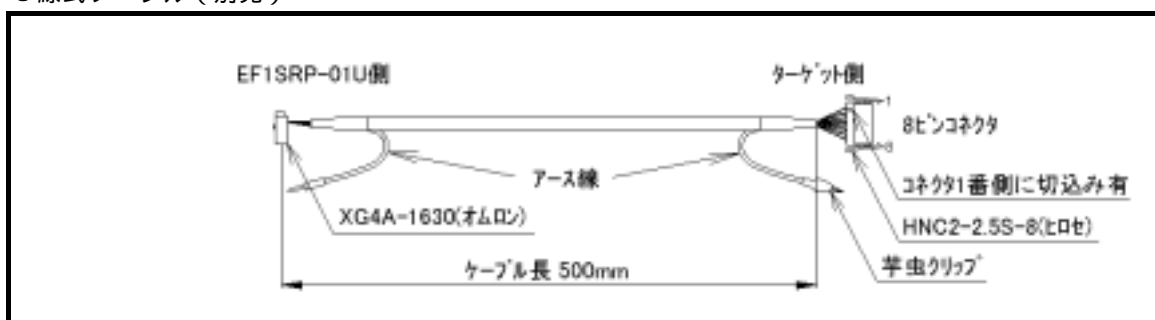 EF1SRP-01U側
ターゲット側
1
8ピンコネクタ
8
アース線
コネクタ1番側に切込み有
XG4A-1630(オムロン)
HNC2-2.5S-8(ヒロセ)
ケーブル長 500mm
芋虫クリップ